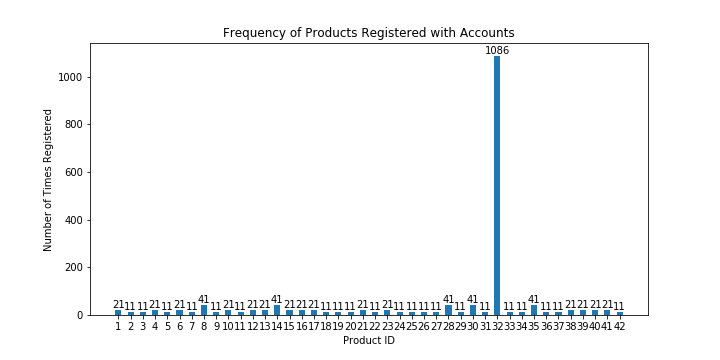 Frequency of Products Registered with Accounts
Number of Times Registered
1000
800
600
400
200
0
1086
21 11 11 21 11 21 11 41 11 21 11 21 21 41 21 21 21 11 11 11 21 11 21 11 11 11 11 41 11 41 11 11 11 41 11 11 21 21 21 21 11
1 2 3 4 5 6 7 8 9 10 11 12 13 14 15 16 17 18 19 20 21 22 23 24 25 26 27 28 29 30 31 32 33 34 35 36 37 38 39 40 41 42
Product ID